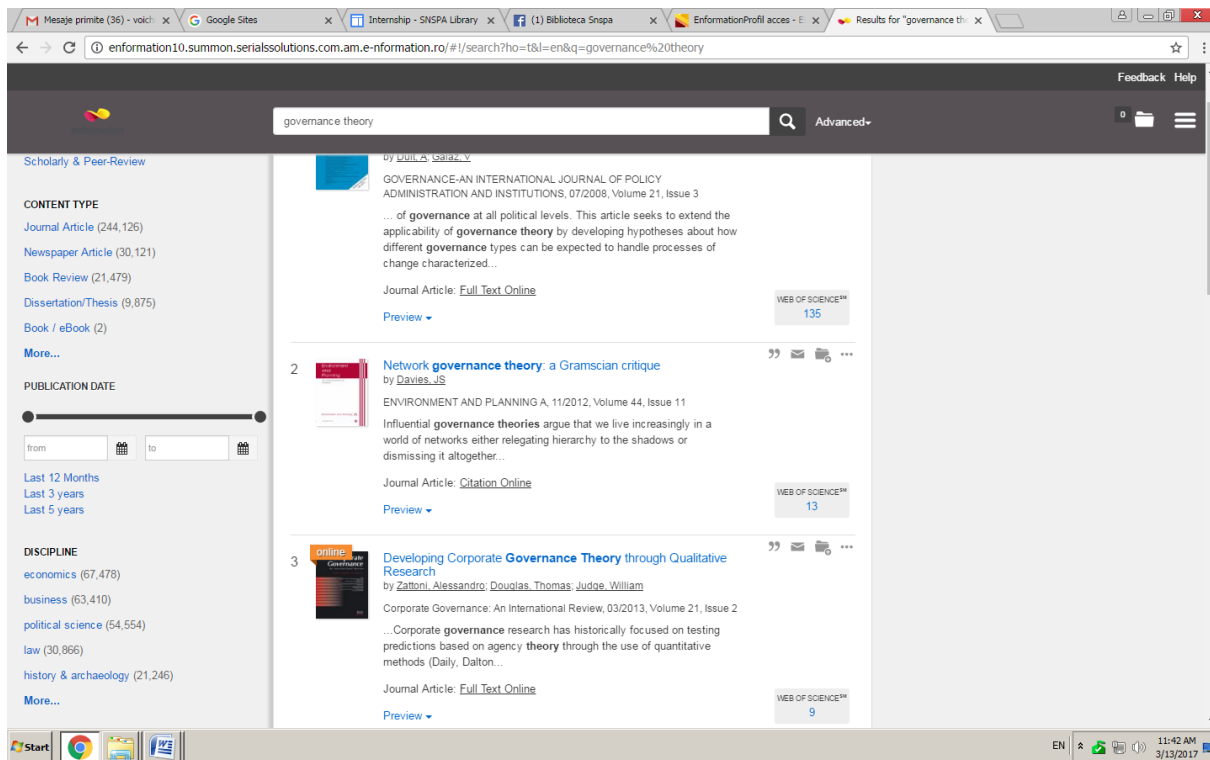 Mesaje primite (36) - voich
Google Sites
Internship - SNSPA Library
(1) Biblioteca Snspa
EnformationProfil acces - E
Results for "governance the
enformation10.summon.serialssolutions.com.am.e-nformation.ro/#!/search?ho=t&l=en&q=governance%20theory
Feedback Help
governance theory
Advanced
0
Scholarly & Peer-Review
CONTENT TYPE
Journal Article (244,126)
Newspaper Article (30,121)
Book Review (21,479)
Dissertation/Thesis (9,875)
Book / eBook (2)
More...
PUBLICATION DATE
from
to
Last 12 Months
Last 3 years
Last 5 years
DISCIPLINE
economics (67,478)
business (63,410)
political science (54,554)
law (30,866)
history & archaeology (21,246)
More...
by Duit, A; Galaz, V
GOVERNANCE-AN INTERNATIONAL JOURNAL OF POLICY
ADMINISTRATION AND INSTITUTIONS, 07/2008, Volume 21, Issue 3
... of governance at all political levels. This article seeks to extend the
applicability of governance theory by developing hypotheses about how
different governance types can be expected to handle processes of
change characterized...
Journal Article: Full Text Online
Preview
WEB OF SCIENCE℠
135
2
Network governance theory: a Gramscian critique
by Davies, JS
ENVIRONMENT AND PLANNING A, 11/2012, Volume 44, Issue 11
Influential governance theories argue that we live increasingly in a
world of networks either relegating hierarchy to the shadows or
dismissing it altogether...
Journal Article: Citation Online
Preview
WEB OF SCIENCE℠
13
3
online
Developing Corporate Governance Theory through Qualitative
Research
by Zattoni, Alessandro; Douglas, Thomas; Judge, William
Corporate Governance: An International Review, 03/2013, Volume 21, Issue 2
...Corporate governance research has historically focused on testing
predictions based on agency theory through the use of quantitative
methods (Daily, Dalton...
Journal Article: Full Text Online
Preview
WEB OF SCIENCE℠
9
Start
EN
11:42 AM
3/13/2017